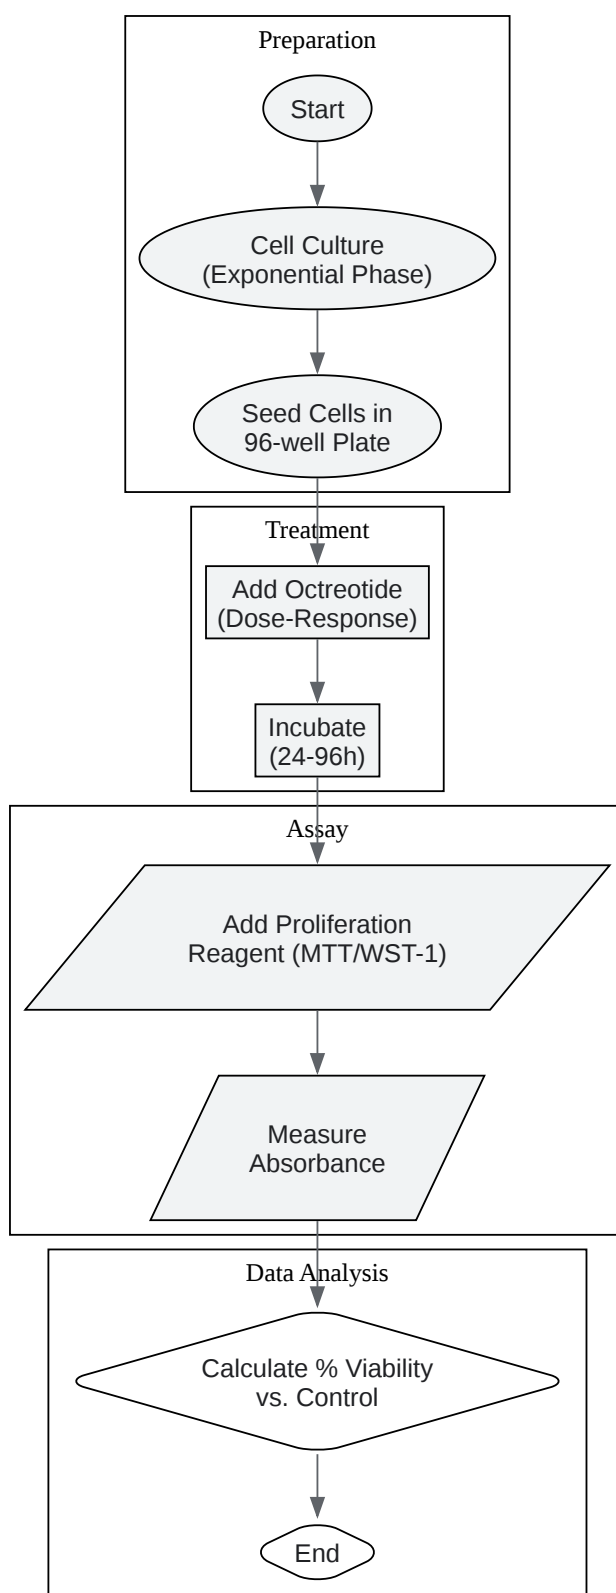 Preparation
Start
Cell Culture
(Exponential Phase)
Seed Cells in
96-well Plate
Treatment
Add Octreotide
(Dose-Response)
Incubate
(24-96h)
Assay
Add Proliferation
Reagent (MTT/WST-1)
Measure
Absorbance
Data Analysis
Calculate % Viability
vs. Control
End